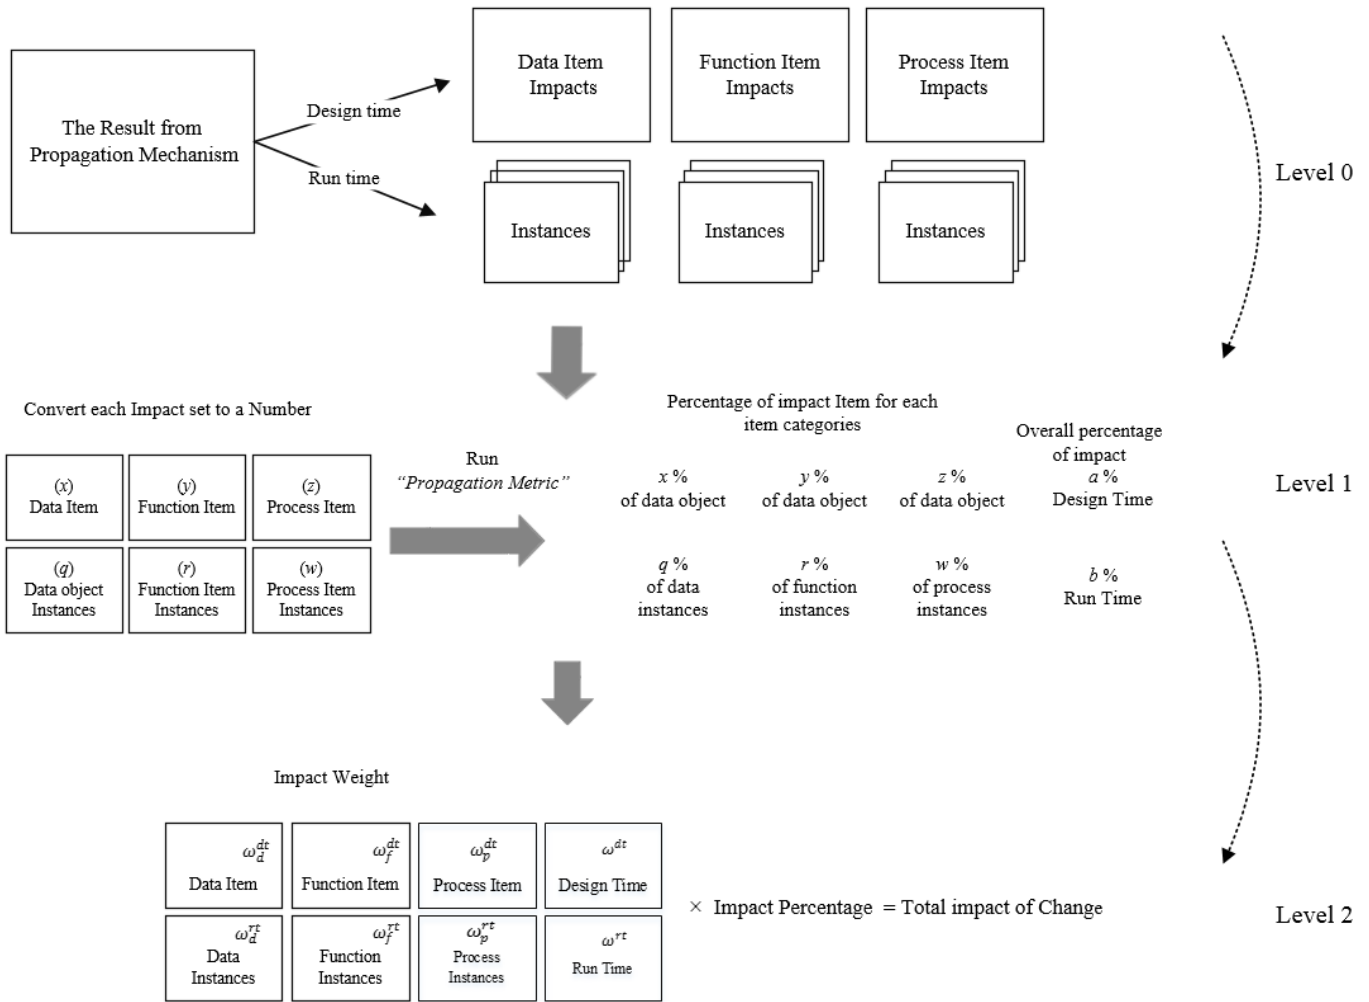 The Result from
Propagation Mechanism
Design time
Run time
Data Item
Impacts
Function Item
Impacts
Process Item
Impacts
Instances
Instances
Instances
Level 0
Convert each Impact set to a Number
(x)
Data Item
(y)
Function Item
(z)
Process Item
(q)
Data object
Instances
(r)
Function Item
Instances
(w)
Process Item
Instances
Run
“Propagation Metric”
Percentage of impact Item for each
item categories
x %
of data object
y %
of data object
z %
of data object
Overall percentage
of impact
a %
Design Time
q %
of data
instances
r %
of function
instances
w %
of process
instances
b %
Run Time
Level 1
Impact Weight
ω_d^{dt}
Data Item
ω_f^{dt}
Function Item
ω_p^{dt}
Process Item
ω^{dt}
Design Time
ω_d^{rt}
Data
Instances
ω_f^{rt}
Function
Instances
ω_p^{rt}
Process
Instances
ω^{rt}
Run Time
× Impact Percentage = Total impact of Change
Level 2